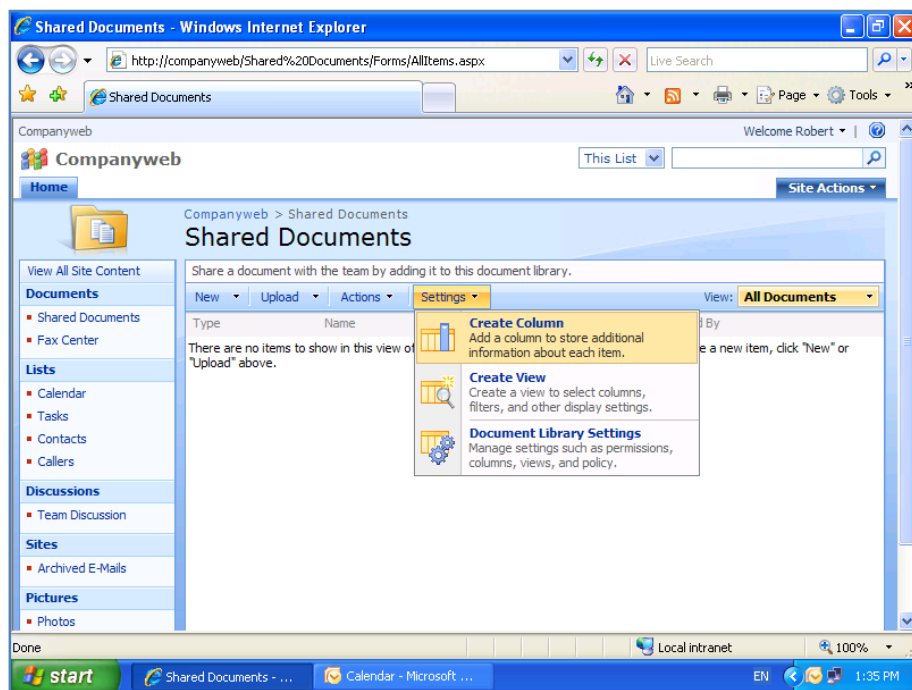 Shared Documents - Windows Internet Explorer
http://companyweb/Shared%20Documents/Forms/AllItems.aspx
Live Search
Shared Documents
Page
Tools
»
Companyweb
Welcome Robert
Companyweb
This List
Home
Site Actions
Companyweb > Shared Documents
Shared Documents
View All Site Content
Share a document with the team by adding it to this document library.
Documents
New Upload Actions Settings
View: All Documents
Shared Documents
Fax Center
Type Name
d By
There are no items to show in this view of
e a new item, click "New" or
"Upload" above.
Create Column
Add a column to store additional
information about each item.
Create View
Create a view to select columns,
filters, and other display settings.
Document Library Settings
Manage settings such as permissions,
columns, views, and policy.
Lists
Calendar
Tasks
Contacts
Callers
Discussions
Team Discussion
Sites
Archived E-Mails
Pictures
Photos
Done
Local intranet
100%
start
Shared Documents - ...
Calendar - Microsoft ...
EN
1:35 PM